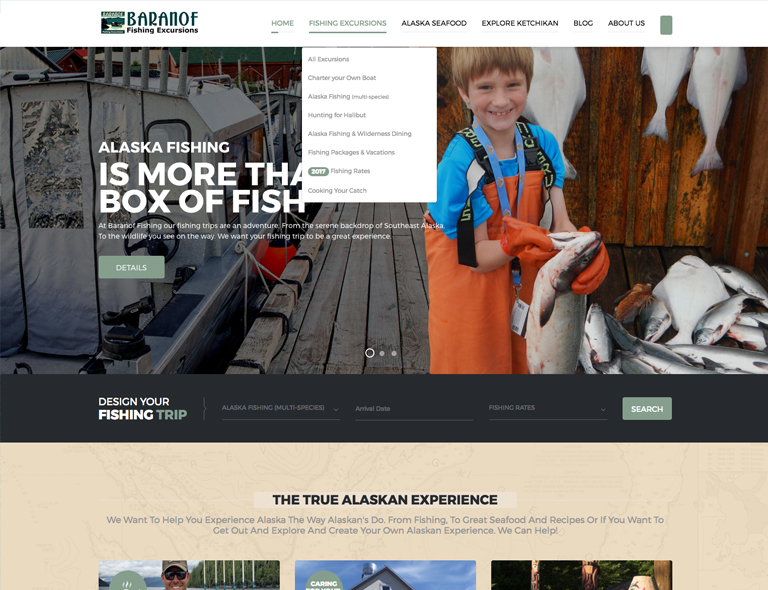 BARANOF
BARANOF
Fishing Excursions
HOME
FISHING EXCURSIONS
ALASKA SEAFOOD
EXPLORE KETCHIKAN
BLOG
ABOUT US
All Excursions
Charter your Own Boat
Alaska Fishing (multi-species)
Hunting for Halibut
Alaska Fishing & Wilderness Dining
Fishing Packages & Vacations
2017 Fishing Rates
Cooking Your Catch
ALASKA FISHING
IS MORE THA
BOX OF FISH
At Baranof Fishing our fishing trips are an adventure. From the serene backdrop of Southeast Alaska.
To the wildlife you see on the way. We want your fishing trip to be a great experience.
DETAILS
DESIGN YOUR
FISHING TRIP
ALASKA FISHING (MULTI-SPECIES)
Arrival Date
FISHING RATES
SEARCH
THE TRUE ALASKAN EXPERIENCE
We Want To Help You Experience Alaska The Way Alaskan's Do. From Fishing, To Great Seafood And Recipes Or If You Want To
Get Out And Explore And Create Your Own Alaskan Experience. We Can Help!
CARING
FOR YOUR